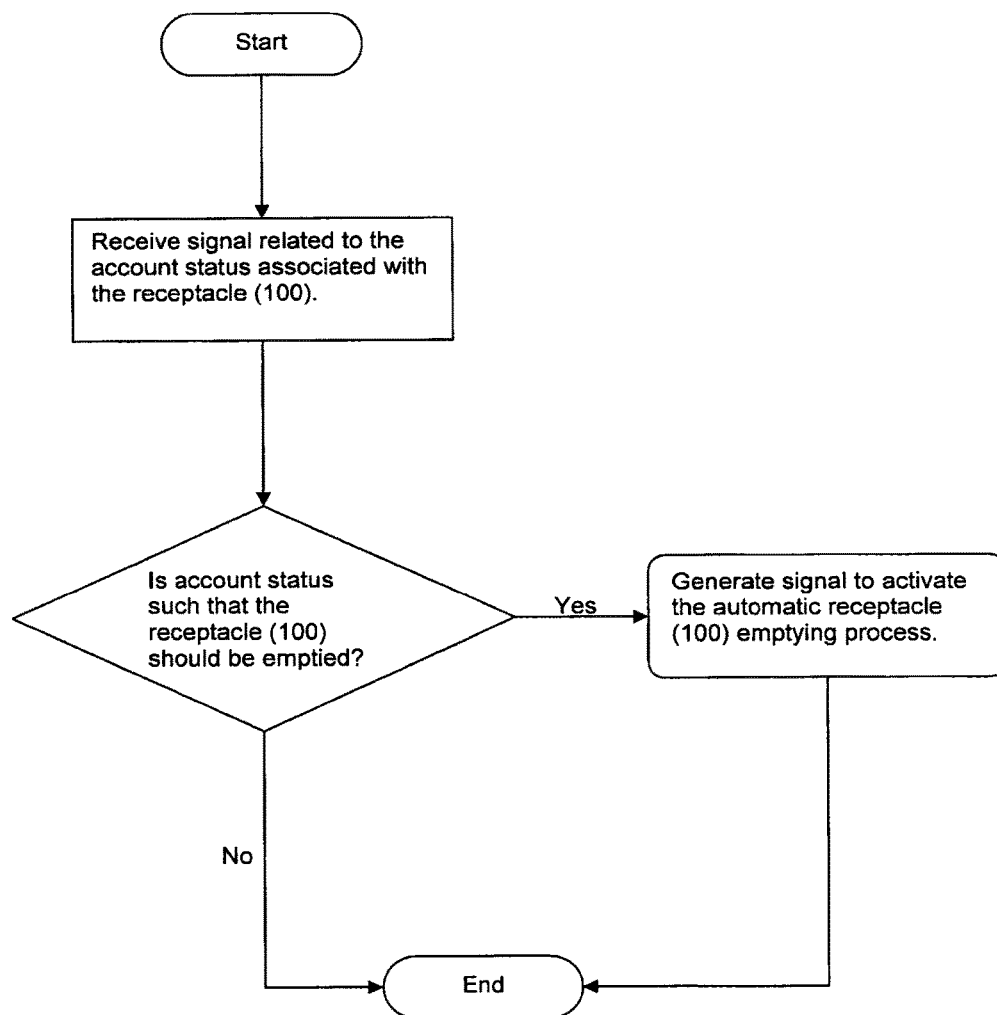 Start
Receive signal related to the
account status associated with
the receptacle (100).
Is account status
such that the
receptacle (100)
should be emptied?
Yes
Generate signal to activate
the automatic receptacle
(100) emptying process.
No
End